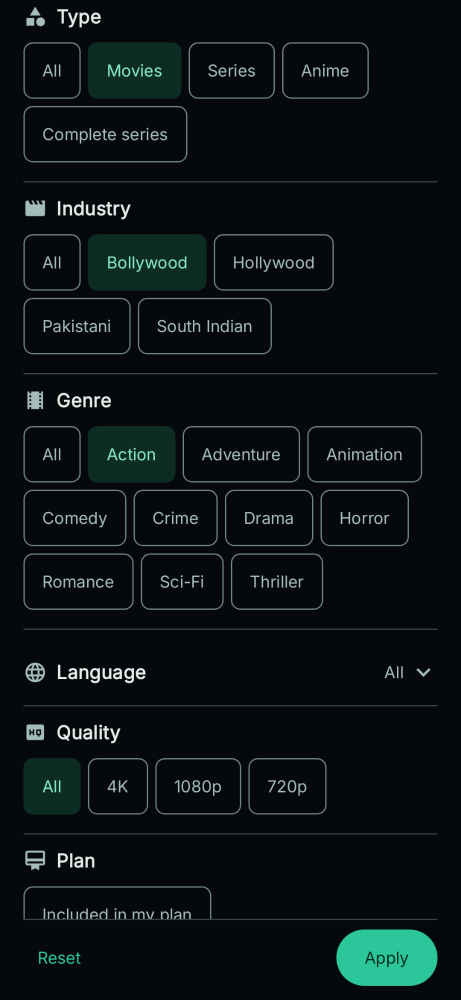 Type
All Movies Series Anime
Complete series
Industry
All Bollywood Hollywood
Pakistani South Indian
Genre
All Action Adventure Animation
Comedy Crime Drama Horror
Romance Sci-Fi Thriller
Language All
HQ Quality
All 4K 1080p 720p
Plan
Included in my plan
Reset Apply